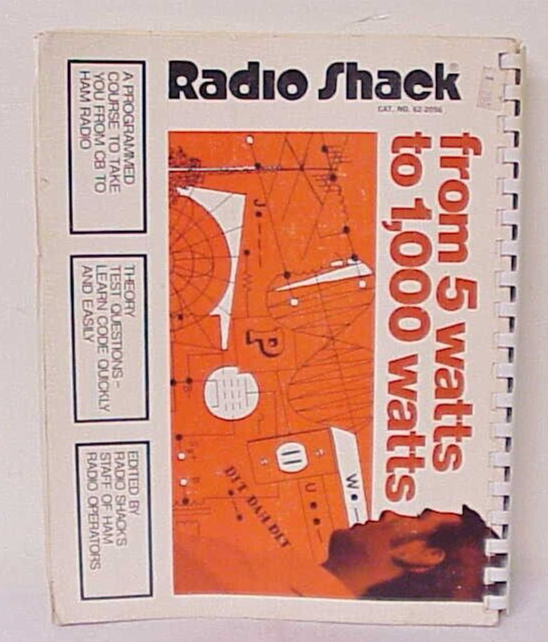 Radio Shack®
CAT. NO. 62-2056
from 5 watts
to 1,000 watts
P
J
U
W
DIT DAH DIT
A PROGRAMMED
COURSE TO TAKE
YOU FROM CB TO
HAM RADIO
THEORY
TEST QUESTIONS –
LEARN CODE QUICKLY
AND EASILY
EDITED BY
RADIO SHACK'S
STAFF OF HAM
RADIO OPERATORS